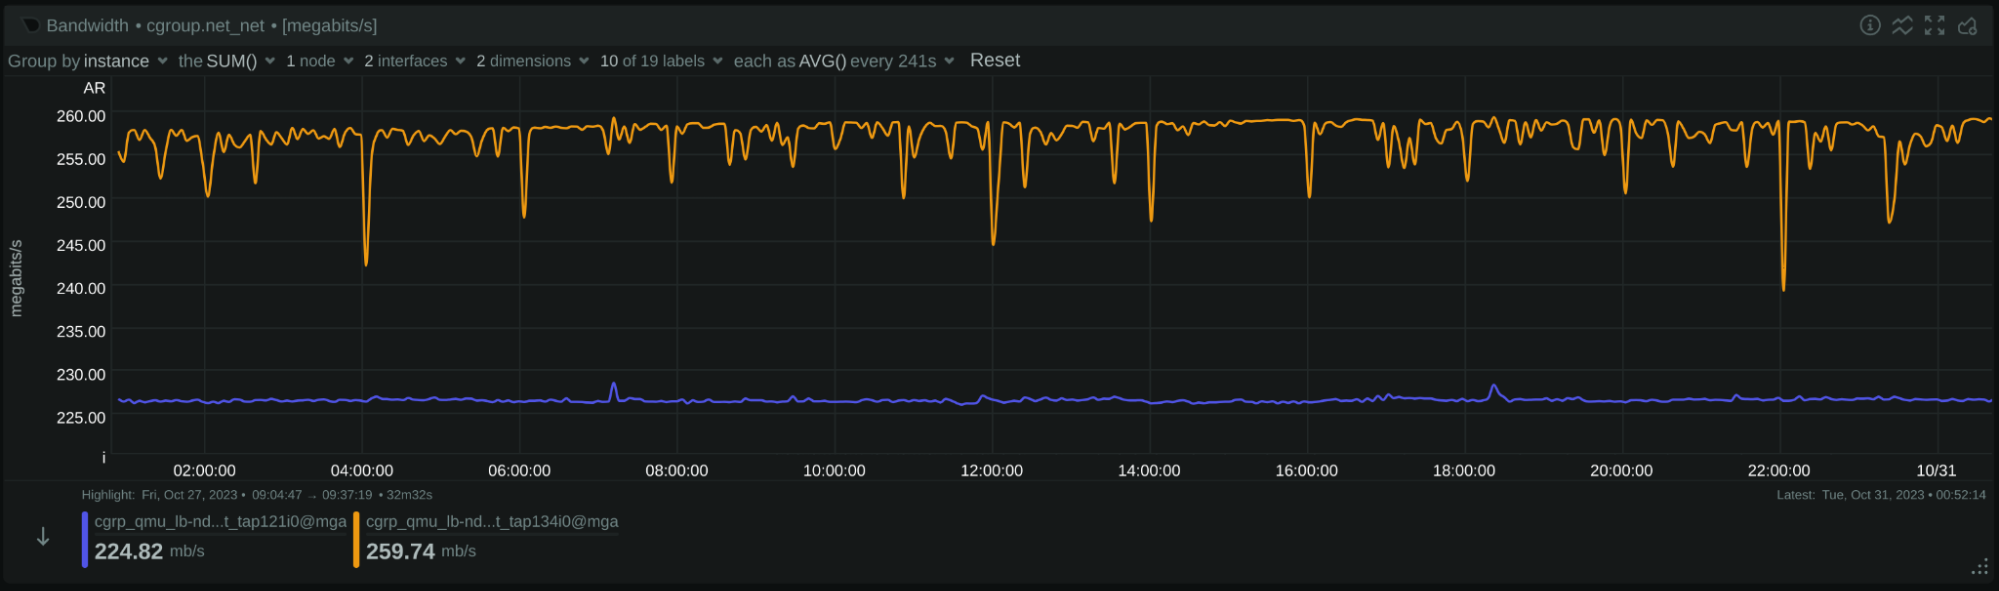 Bandwidth • cgroup.net_net • [megabits/s]
Group by instance the SUM() 1 node 2 interfaces 2 dimensions 10 of 19 labels each as AVG() every 241s Reset
AR
260.00
255.00
250.00
245.00
240.00
235.00
230.00
225.00
i
megabits/s
02:00:00 04:00:00 06:00:00 08:00:00 10:00:00 12:00:00 14:00:00 16:00:00 18:00:00 20:00:00 22:00:00 10/31
Highlight: Fri, Oct 27, 2023 • 09:04:47 → 09:37:19 • 32m32s
Latest: Tue, Oct 31, 2023 • 00:52:14
cgrp_qmu_lb-nd...t_tap121i0@mga cgrp_qmu_lb-nd...t_tap134i0@mga
224.82 mb/s 259.74 mb/s